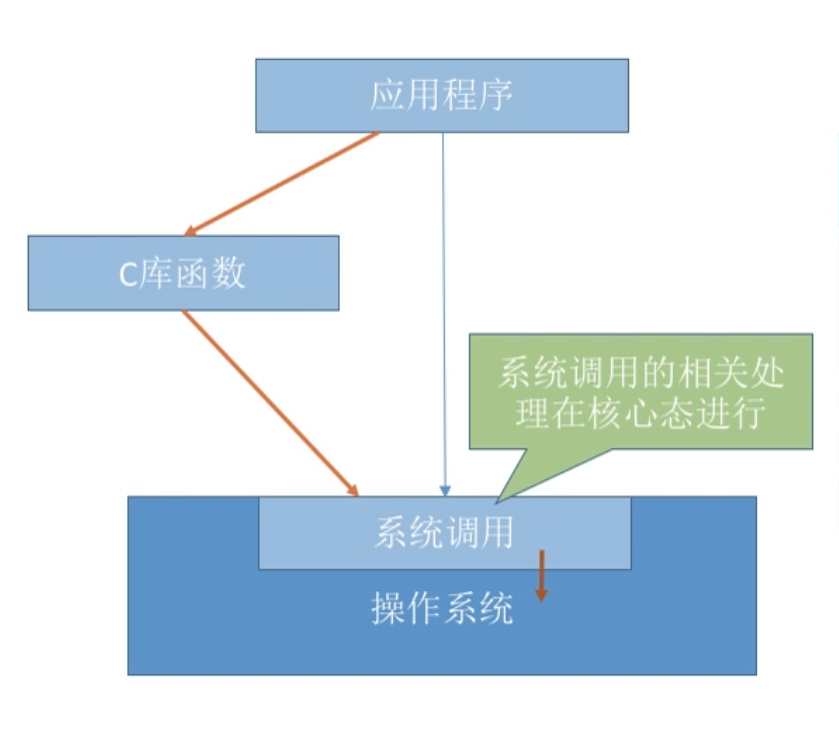 应用程序
C库函数
系统调用的相关处
理在核心态进行
系统调用
操作系统